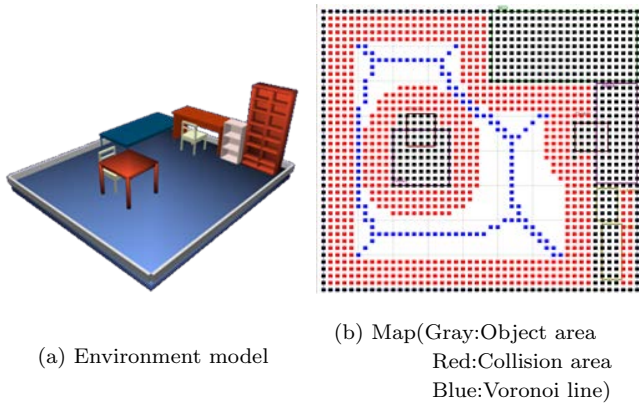 (a) Environment model
(b) Map(Gray:Object area
Red:Collision area
Blue:Voronoi line)